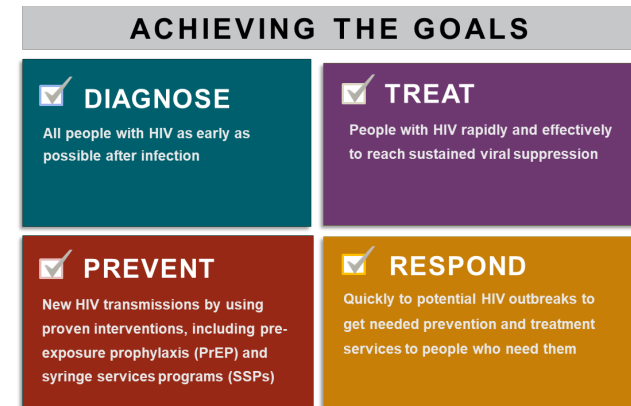 ACHIEVING THE GOALS
DIAGNOSE
All people with HIV as early as
possible after infection
TREAT
People with HIV rapidly and effectively
to reach sustained viral suppression
PREVENT
New HIV transmissions by using
proven interventions, including pre-
exposure prophylaxis (PrEP) and
syringe services programs (SSPs)
RESPOND
Quickly to potential HIV outbreaks to
get needed prevention and treatment
services to people who need them